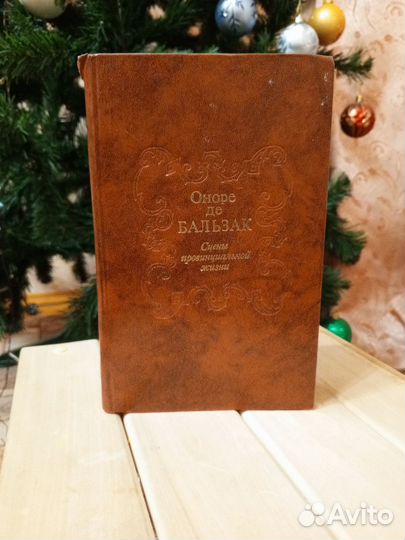 Оноре
де
БАЛЬЗАК
Сцены
провинциальной
жизни
Avito